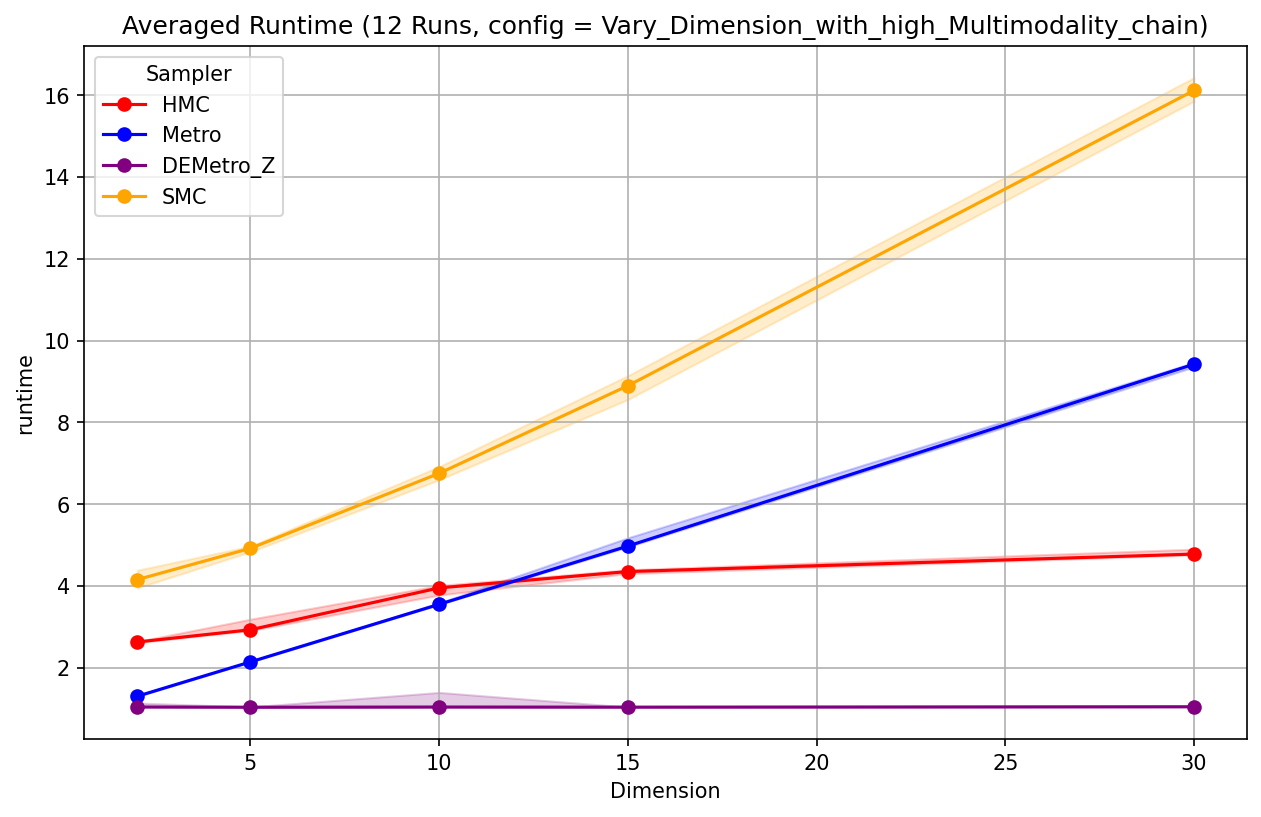 Averaged Runtime (12 Runs, config = Vary_Dimension_with_high_Multimodality_chain)
Sampler
HMC
Metro
DEMetro_Z
SMC
runtime
16
14
12
10
8
6
4
2
5
10
15
20
25
30
Dimension